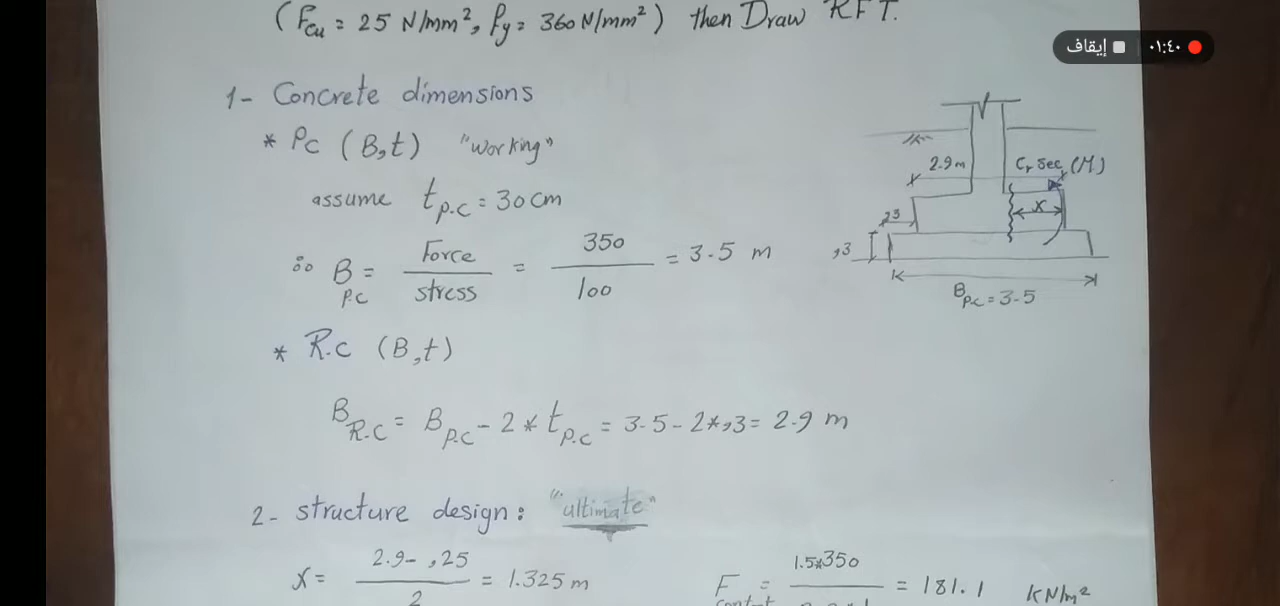 (Fcu = 25 N/mm², Fy = 360 N/mm²) then Draw RFT.
إيقاف ٠١:٤٠
1- Concrete dimensions
* PC (B,t) "working"
assume tP.C = 30 cm
∴ BP.C = Force / stress = 350 / 100 = 3.5 m
2.9 m
Cr Sec (M)
x
,3
,3
BP.C = 3.5
* R.C (B,t)
BR.C = BP.C - 2 * tP.C = 3.5 - 2*,3 = 2.9 m
2- structure design: "ultimate"
x = 2.9 - ,25 / 2 = 1.325 m
F = 1.5*350 = 181.1 KN/m²